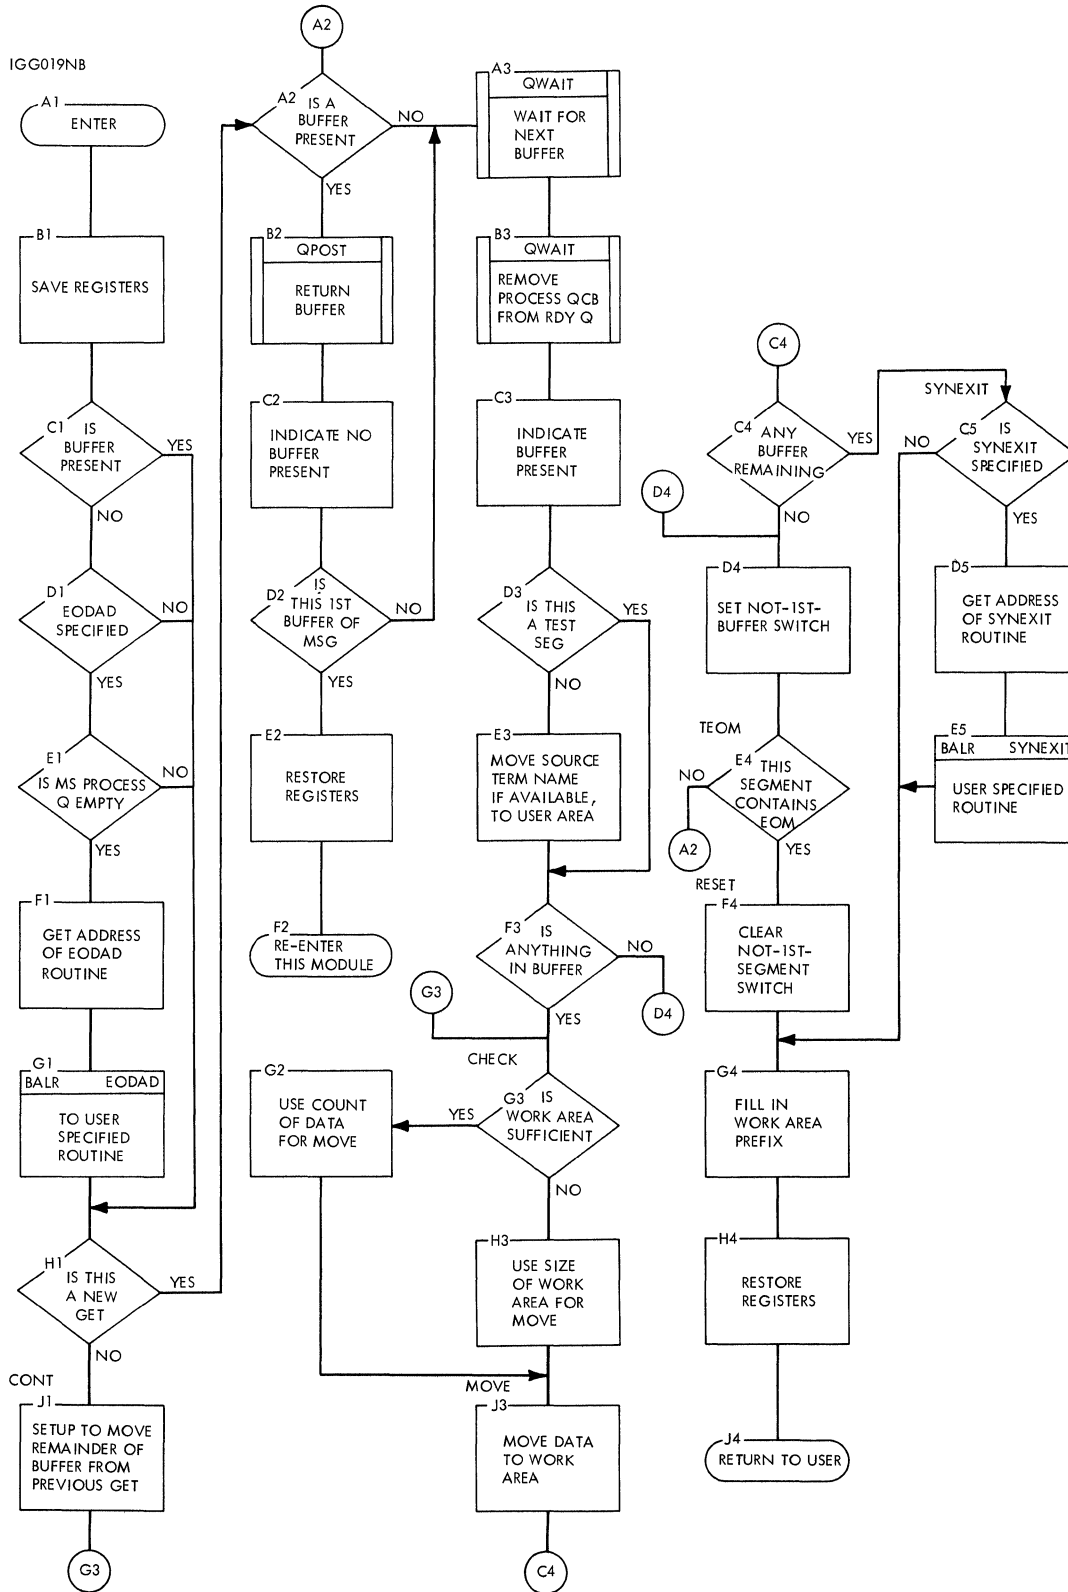 IGG019NB
A1
ENTER
B1
SAVE REGISTERS
C1
IS
BUFFER
PRESENT
YES
NO
D1
EODAD
SPECIFIED
NO
YES
E1
IS MS PROCESS
Q EMPTY
NO
YES
F1
GET ADDRESS
OF EODAD
ROUTINE
G1
BALR EODAD
TO USER
SPECIFIED
ROUTINE
H1
IS THIS
A NEW
GET
YES
NO
CONT
J1
SETUP TO MOVE
REMAINDER OF
BUFFER FROM
PREVIOUS GET
G3
A2
A2
IS A
BUFFER
PRESENT
NO
YES
B2
QPOST
RETURN
BUFFER
C2
INDICATE NO
BUFFER
PRESENT
D2
IS
THIS 1ST
BUFFER OF
MSG
NO
YES
E2
RESTORE
REGISTERS
F2
RE-ENTER
THIS MODULE
G2
USE COUNT
OF DATA
FOR MOVE
A3
QWAIT
WAIT FOR
NEXT
BUFFER
B3
QWAIT
REMOVE
PROCESS QCB
FROM RDY Q
C3
INDICATE
BUFFER
PRESENT
D3
IS THIS
A TEST
SEG
YES
NO
E3
MOVE SOURCE
TERM NAME
IF AVAILABLE,
TO USER AREA
F3
IS
ANYTHING
IN BUFFER
NO
D4
YES
G3
CHECK
G3
IS
WORK AREA
SUFFICIENT
YES
NO
H3
USE SIZE
OF WORK
AREA FOR
MOVE
MOVE
J3
MOVE DATA
TO WORK
AREA
C4
C4
C4
ANY
BUFFER
REMAINING
YES
NO
D4
D4
SET NOT-1ST-
BUFFER SWITCH
TEOM
E4
THIS
SEGMENT
CONTAINS
EOM
NO
A2
YES
RESET
F4
CLEAR
NOT-1ST-
SEGMENT
SWITCH
G4
FILL IN
WORK AREA
PREFIX
H4
RESTORE
REGISTERS
J4
RETURN TO USER
SYNEXIT
C5
IS
SYNEXIT
SPECIFIED
NO
YES
D5
GET ADDRESS
OF SYNEXIT
ROUTINE
E5
BALR SYNEXIT
USER SPECIFIED
ROUTINE